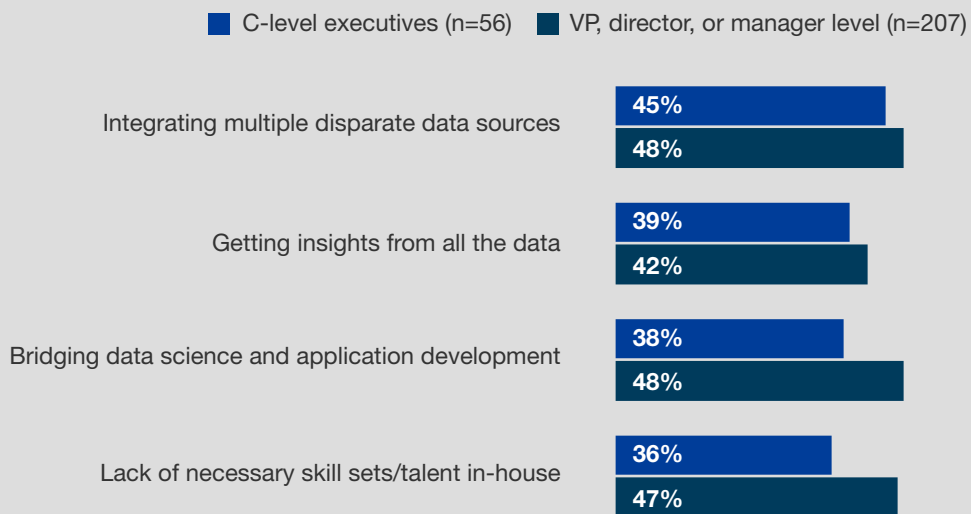 C-level executives (n=56) VP, director, or manager level (n=207)
Integrating multiple disparate data sources
45%
48%
Getting insights from all the data
39%
42%
Bridging data science and application development
38%
48%
Lack of necessary skill sets/talent in-house
36%
47%